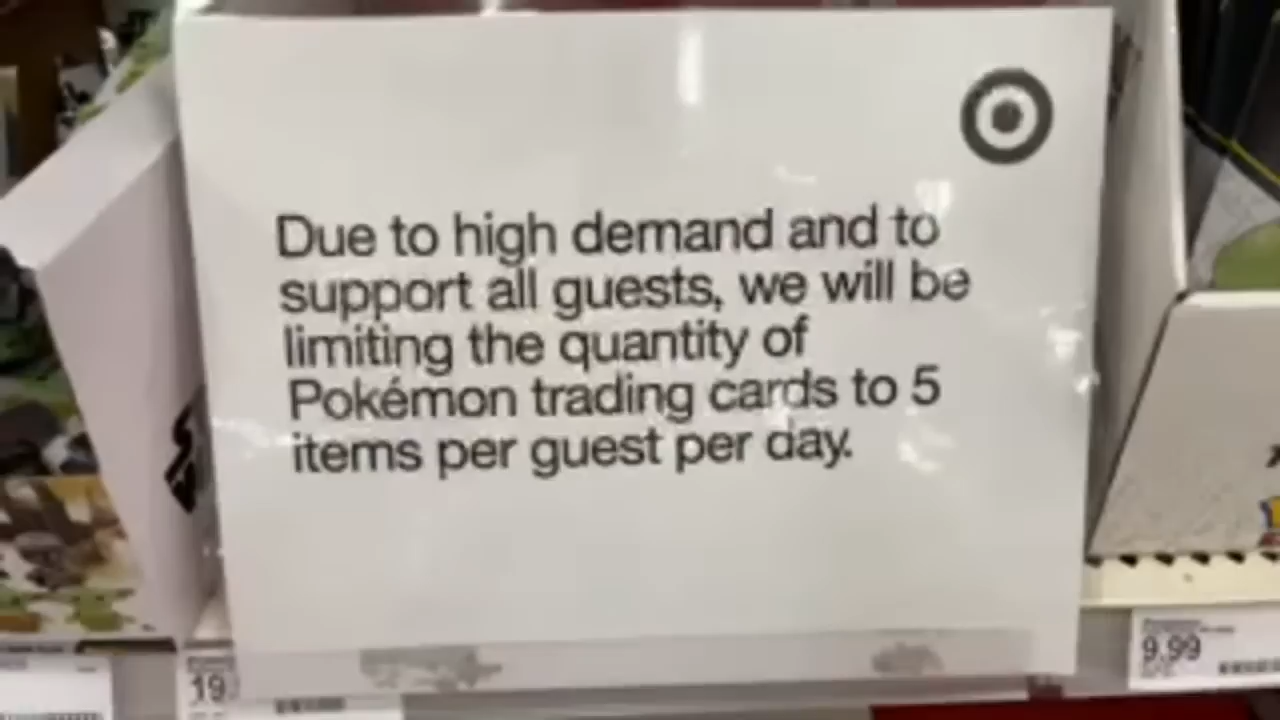 Due to high demand and to
support all guests, we will be
limiting the quantity of
Pokémon trading cards to 5
items per guest per day.
19
9.99